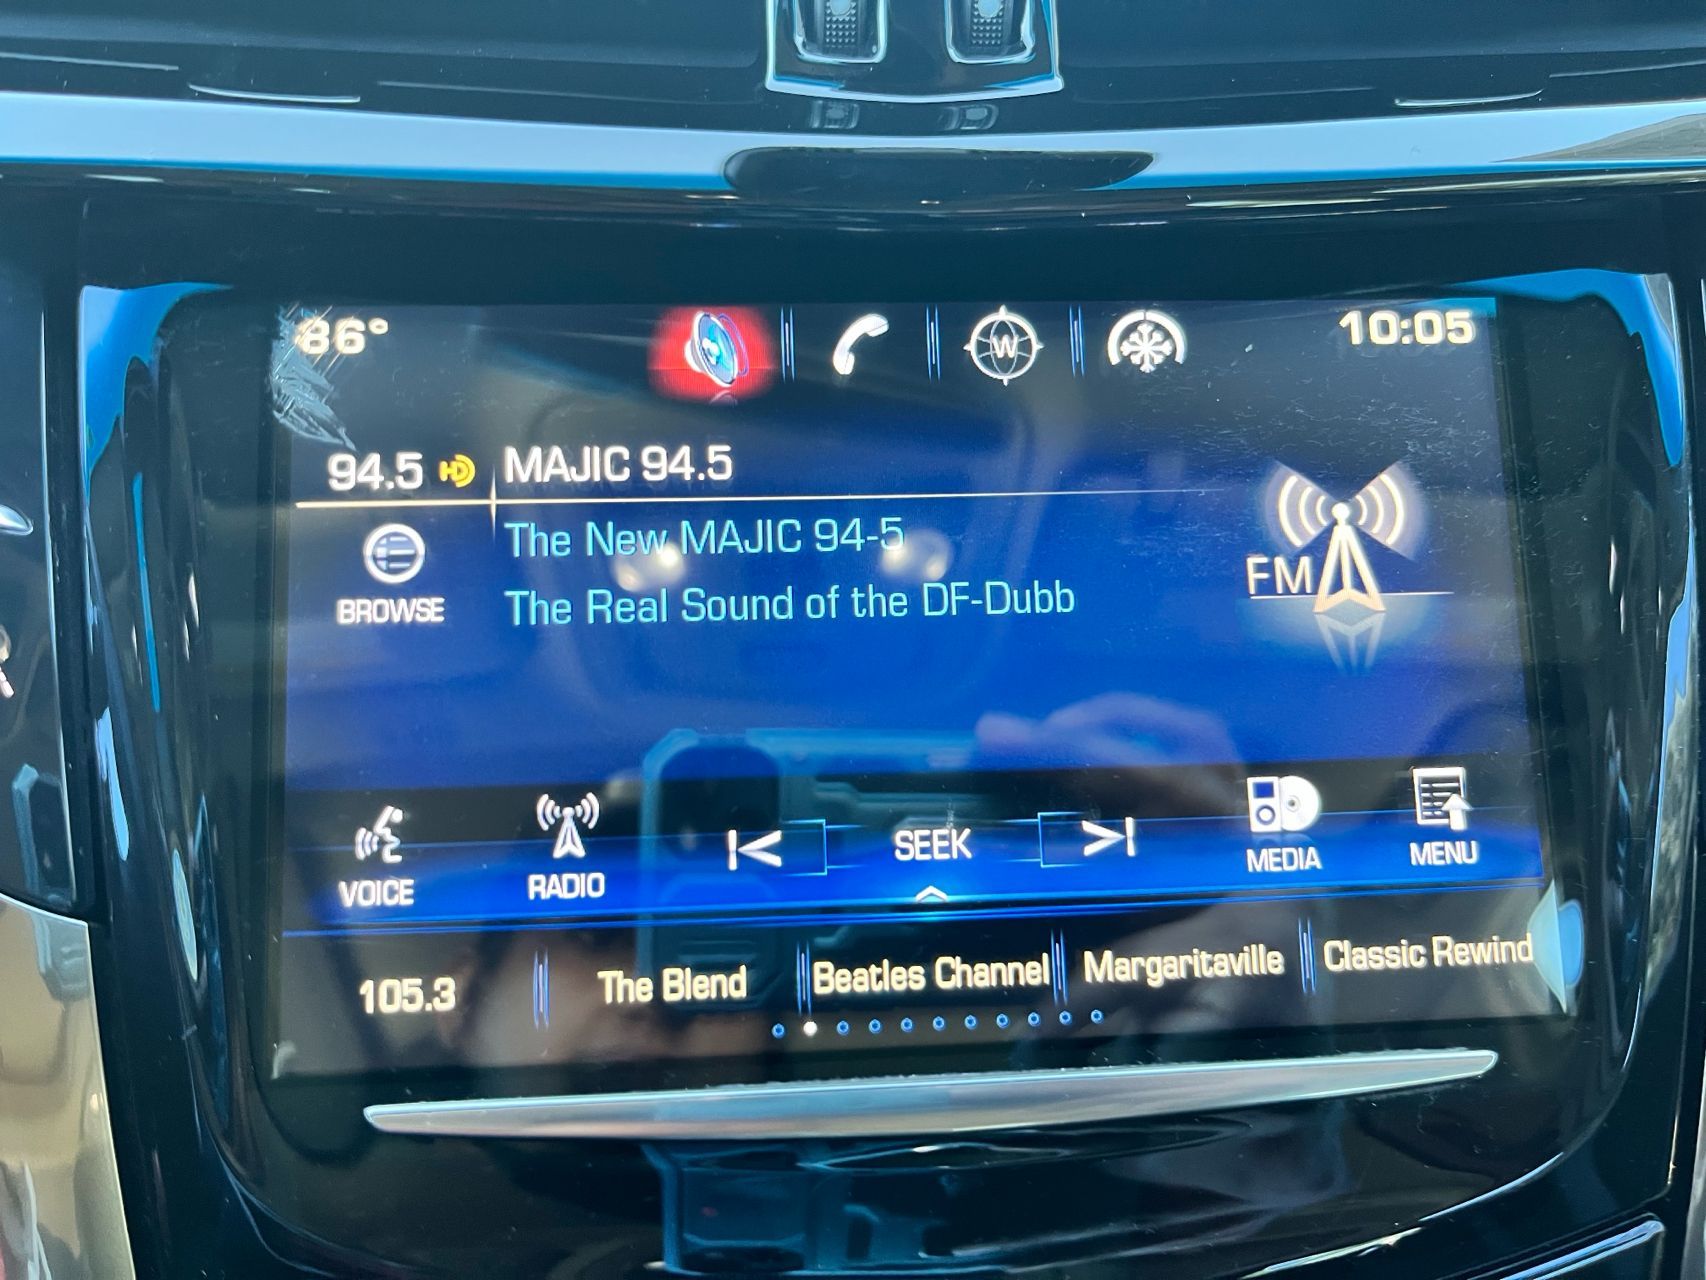 86°
W
10:05
94.5 HD
MAJIC 94.5
The New MAJIC 94-5
The Real Sound of the DF-Dubb
BROWSE
FM
VOICE
RADIO
SEEK
MEDIA
MENU
105.3
The Blend
Beatles Channel
Margaritaville
Classic Rewind